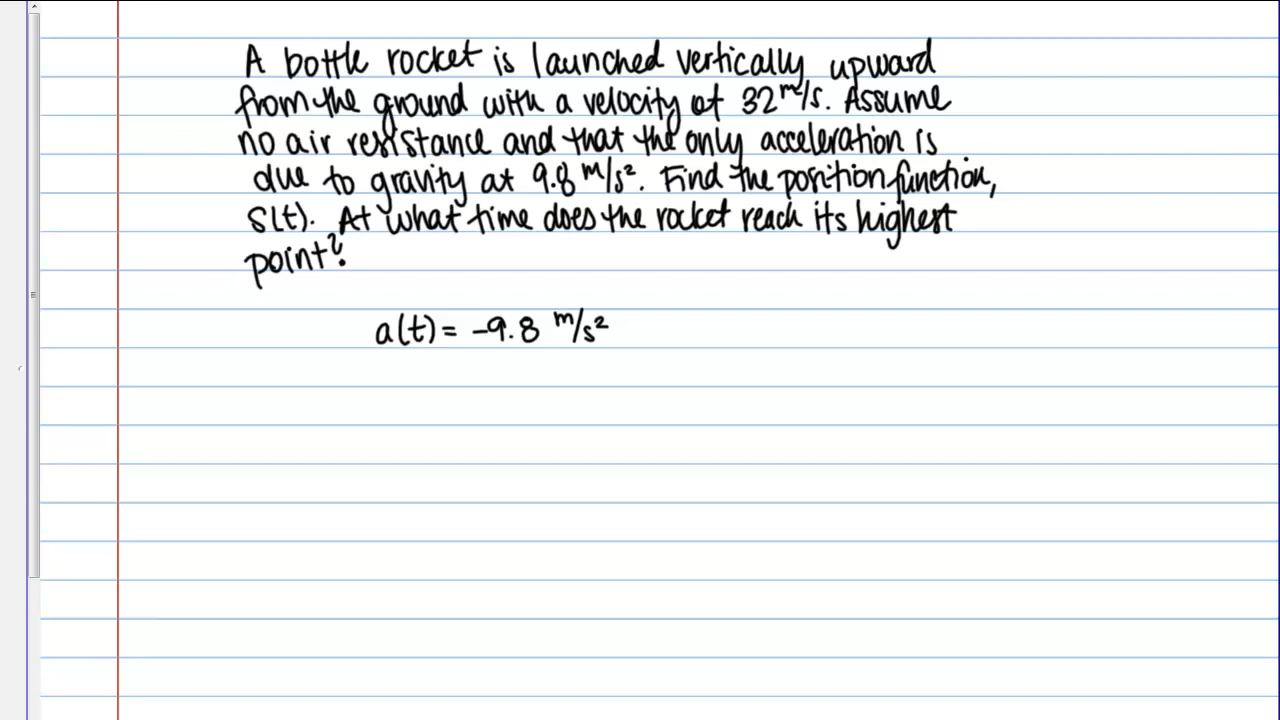 A bottle rocket is launched vertically upward
from the ground with a velocity of 32 m/s. Assume
no air resistance and that the only acceleration is
due to gravity at 9.8 m/s². Find the position function,
s(t). At what time does the rocket reach its highest
point?
a(t) = -9.8 m/s²